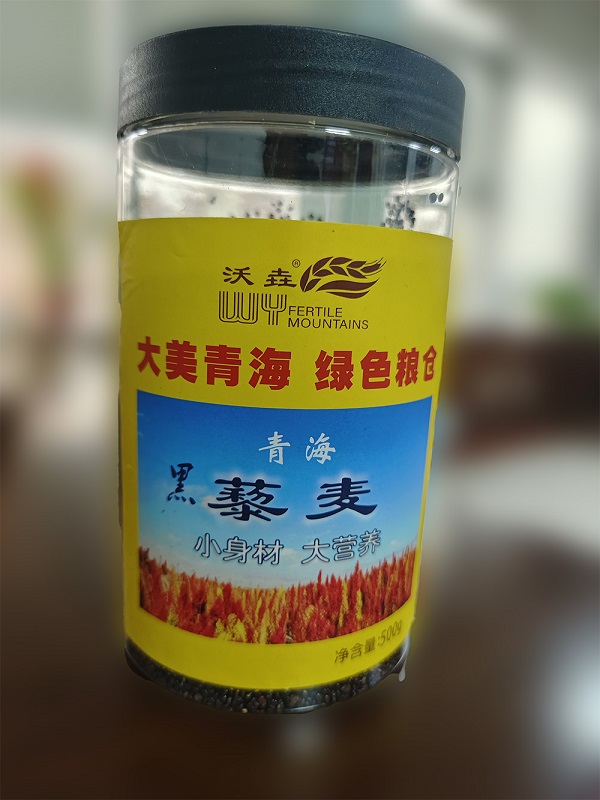 沃垚®
WY FERTILE
MOUNTAINS
大美青海 绿色粮仓
青海
黑 藜麦
小身材 大营养
净含量:500g